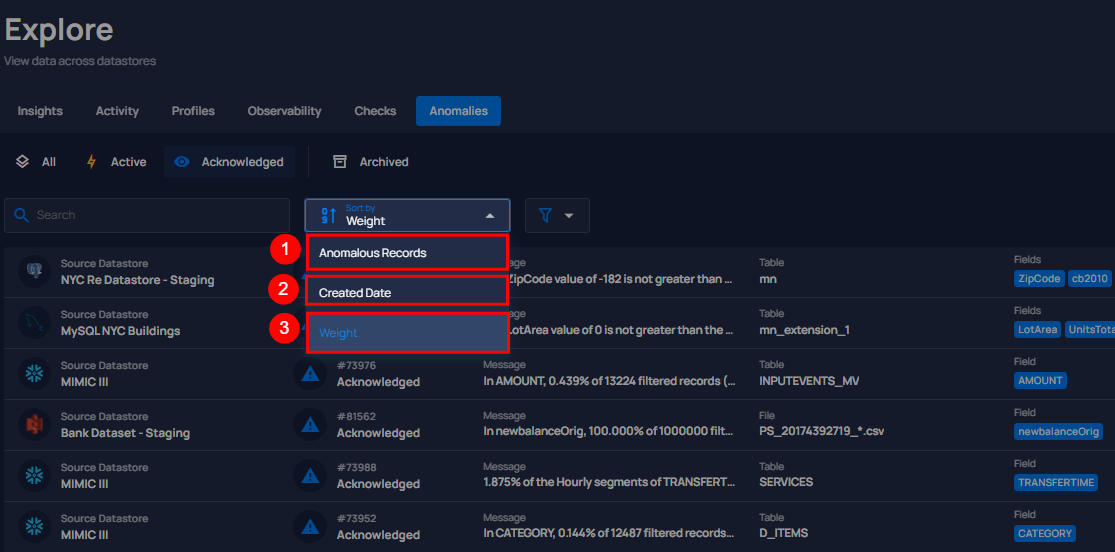 Explore
View data across datastores
Insights Activity Profiles Observability Checks Anomalies
All Active Acknowledged Archived
Search
Sort by
Weight
1 Anomalous Records
2 Created Date
3 Weight
Source Datastore Table Fields
NYC Re Datastore - Staging ZipCode value of -182 is not greater than ... mn ZipCode cb2010
Source Datastore Table Fields
MySQL NYC Buildings LotArea value of 0 is not greater than the ... mn_extension_1 LotArea
Source Datastore #73976 Message Table Field
MIMIC III Acknowledged In AMOUNT, 0.439% of 13224 filtered records (... INPUTEVENTS_MV AMOUNT
Source Datastore #81562 Message File Field
Bank Dataset - Staging Acknowledged In newbalanceOrig, 100.000% of 1000000 filt... PS_20174392719_*.csv newbalanceOrig
Source Datastore #73988 Message Table Field
MIMIC III Acknowledged 1.875% of the Hourly segments of TRANSFERT... SERVICES TRANSFERTIME
Source Datastore #73952 Message Table Field
MIMIC III Acknowledged In CATEGORY, 0.144% of 12487 filtered records... D_ITEMS CATEGORY